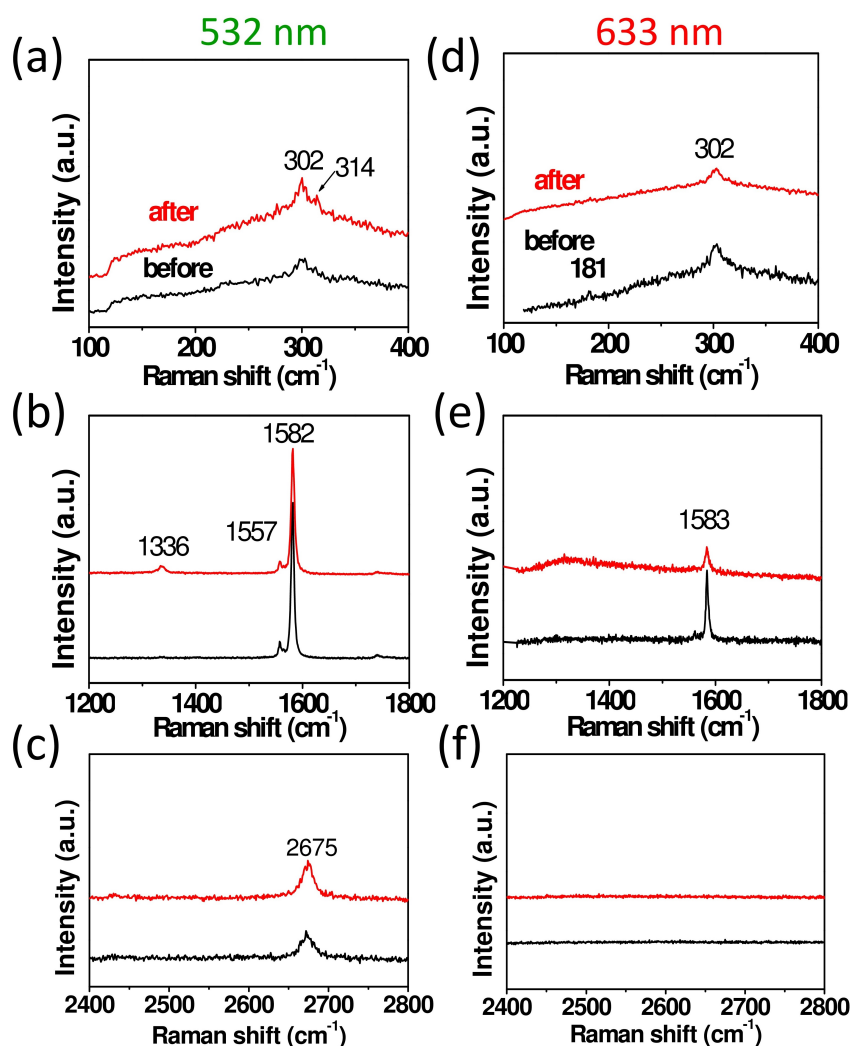 532 nm
633 nm
(a)
Intensity (a.u.)
302
314
after
before
100 200 300 400
Raman shift (cm-1)
(d)
Intensity (a.u.)
302
after
before
181
100 200 300 400
Raman shift (cm-1)
(b)
Intensity (a.u.)
1582
1557
1336
1200 1400 1600 1800
Raman shift (cm-1)
(e)
Intensity (a.u.)
1583
1200 1400 1600 1800
Raman shift (cm-1)
(c)
Intensity (a.u.)
2675
2400 2500 2600 2700 2800
Raman shift (cm-1)
(f)
Intensity (a.u.)
2400 2500 2600 2700 2800
Raman shift (cm-1)